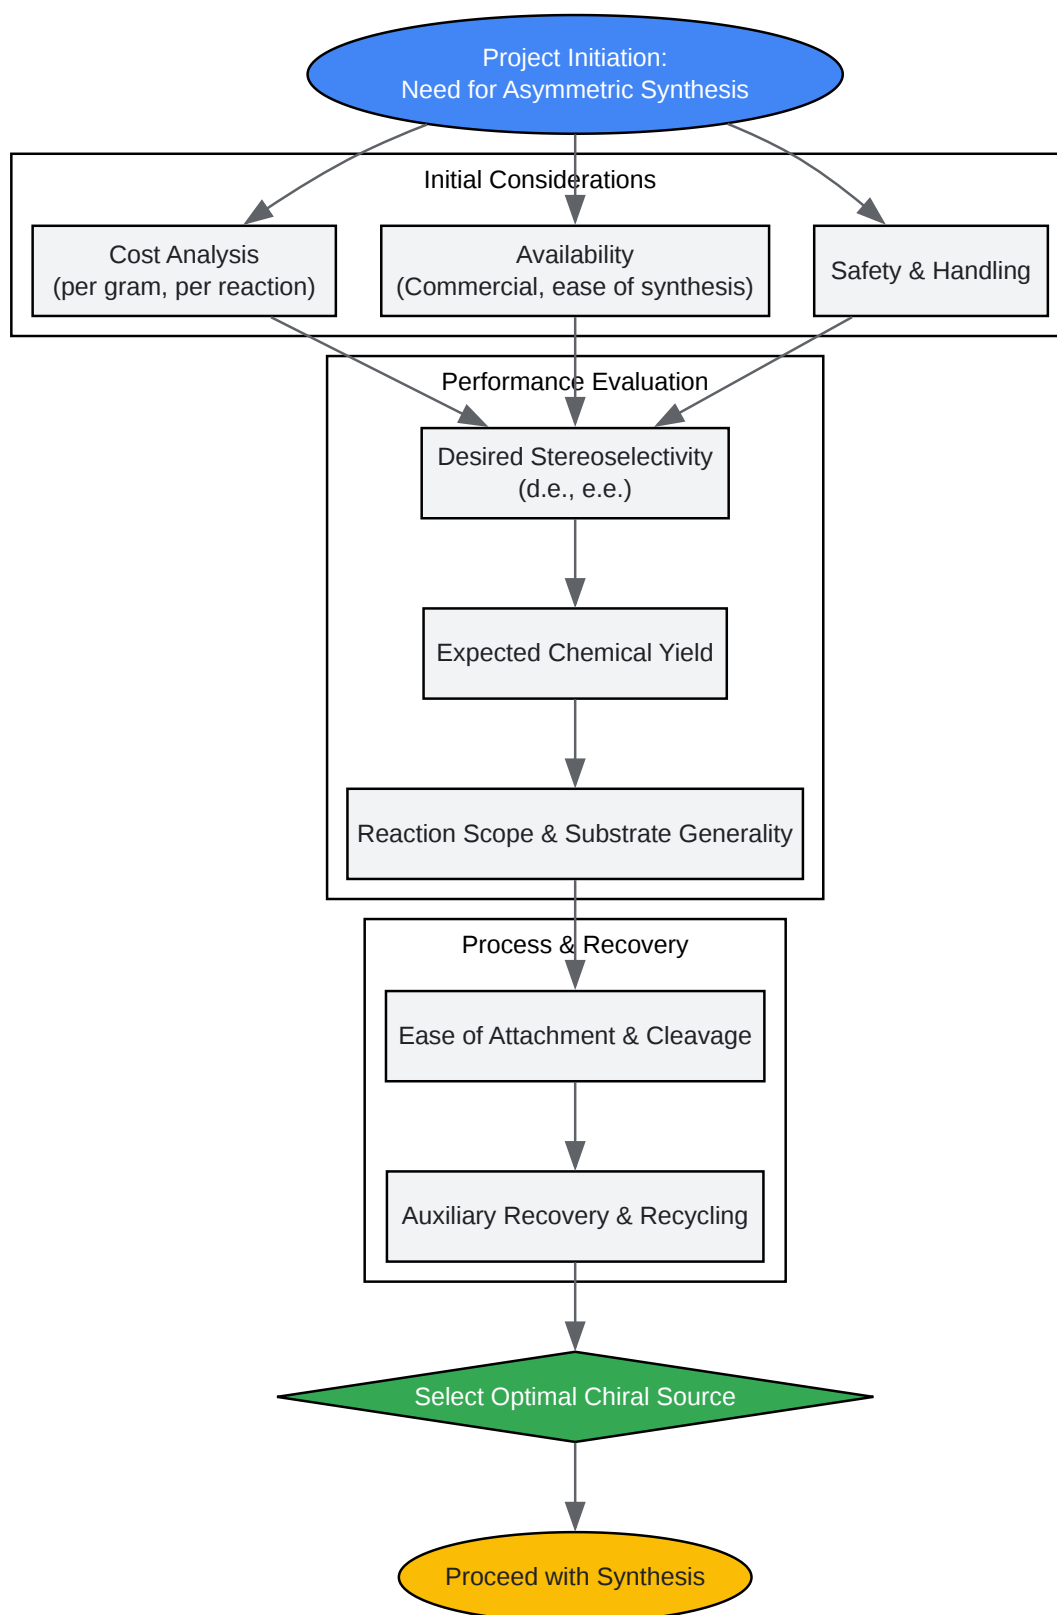 Project Initiation:
Need for Asymmetric Synthesis
Initial Considerations
Cost Analysis
(per gram, per reaction)
Availability
(Commercial, ease of synthesis)
Safety & Handling
Performance Evaluation
Desired Stereoselectivity
(d.e., e.e.)
Expected Chemical Yield
Reaction Scope & Substrate Generality
Process & Recovery
Ease of Attachment & Cleavage
Auxiliary Recovery & Recycling
Select Optimal Chiral Source
Proceed with Synthesis